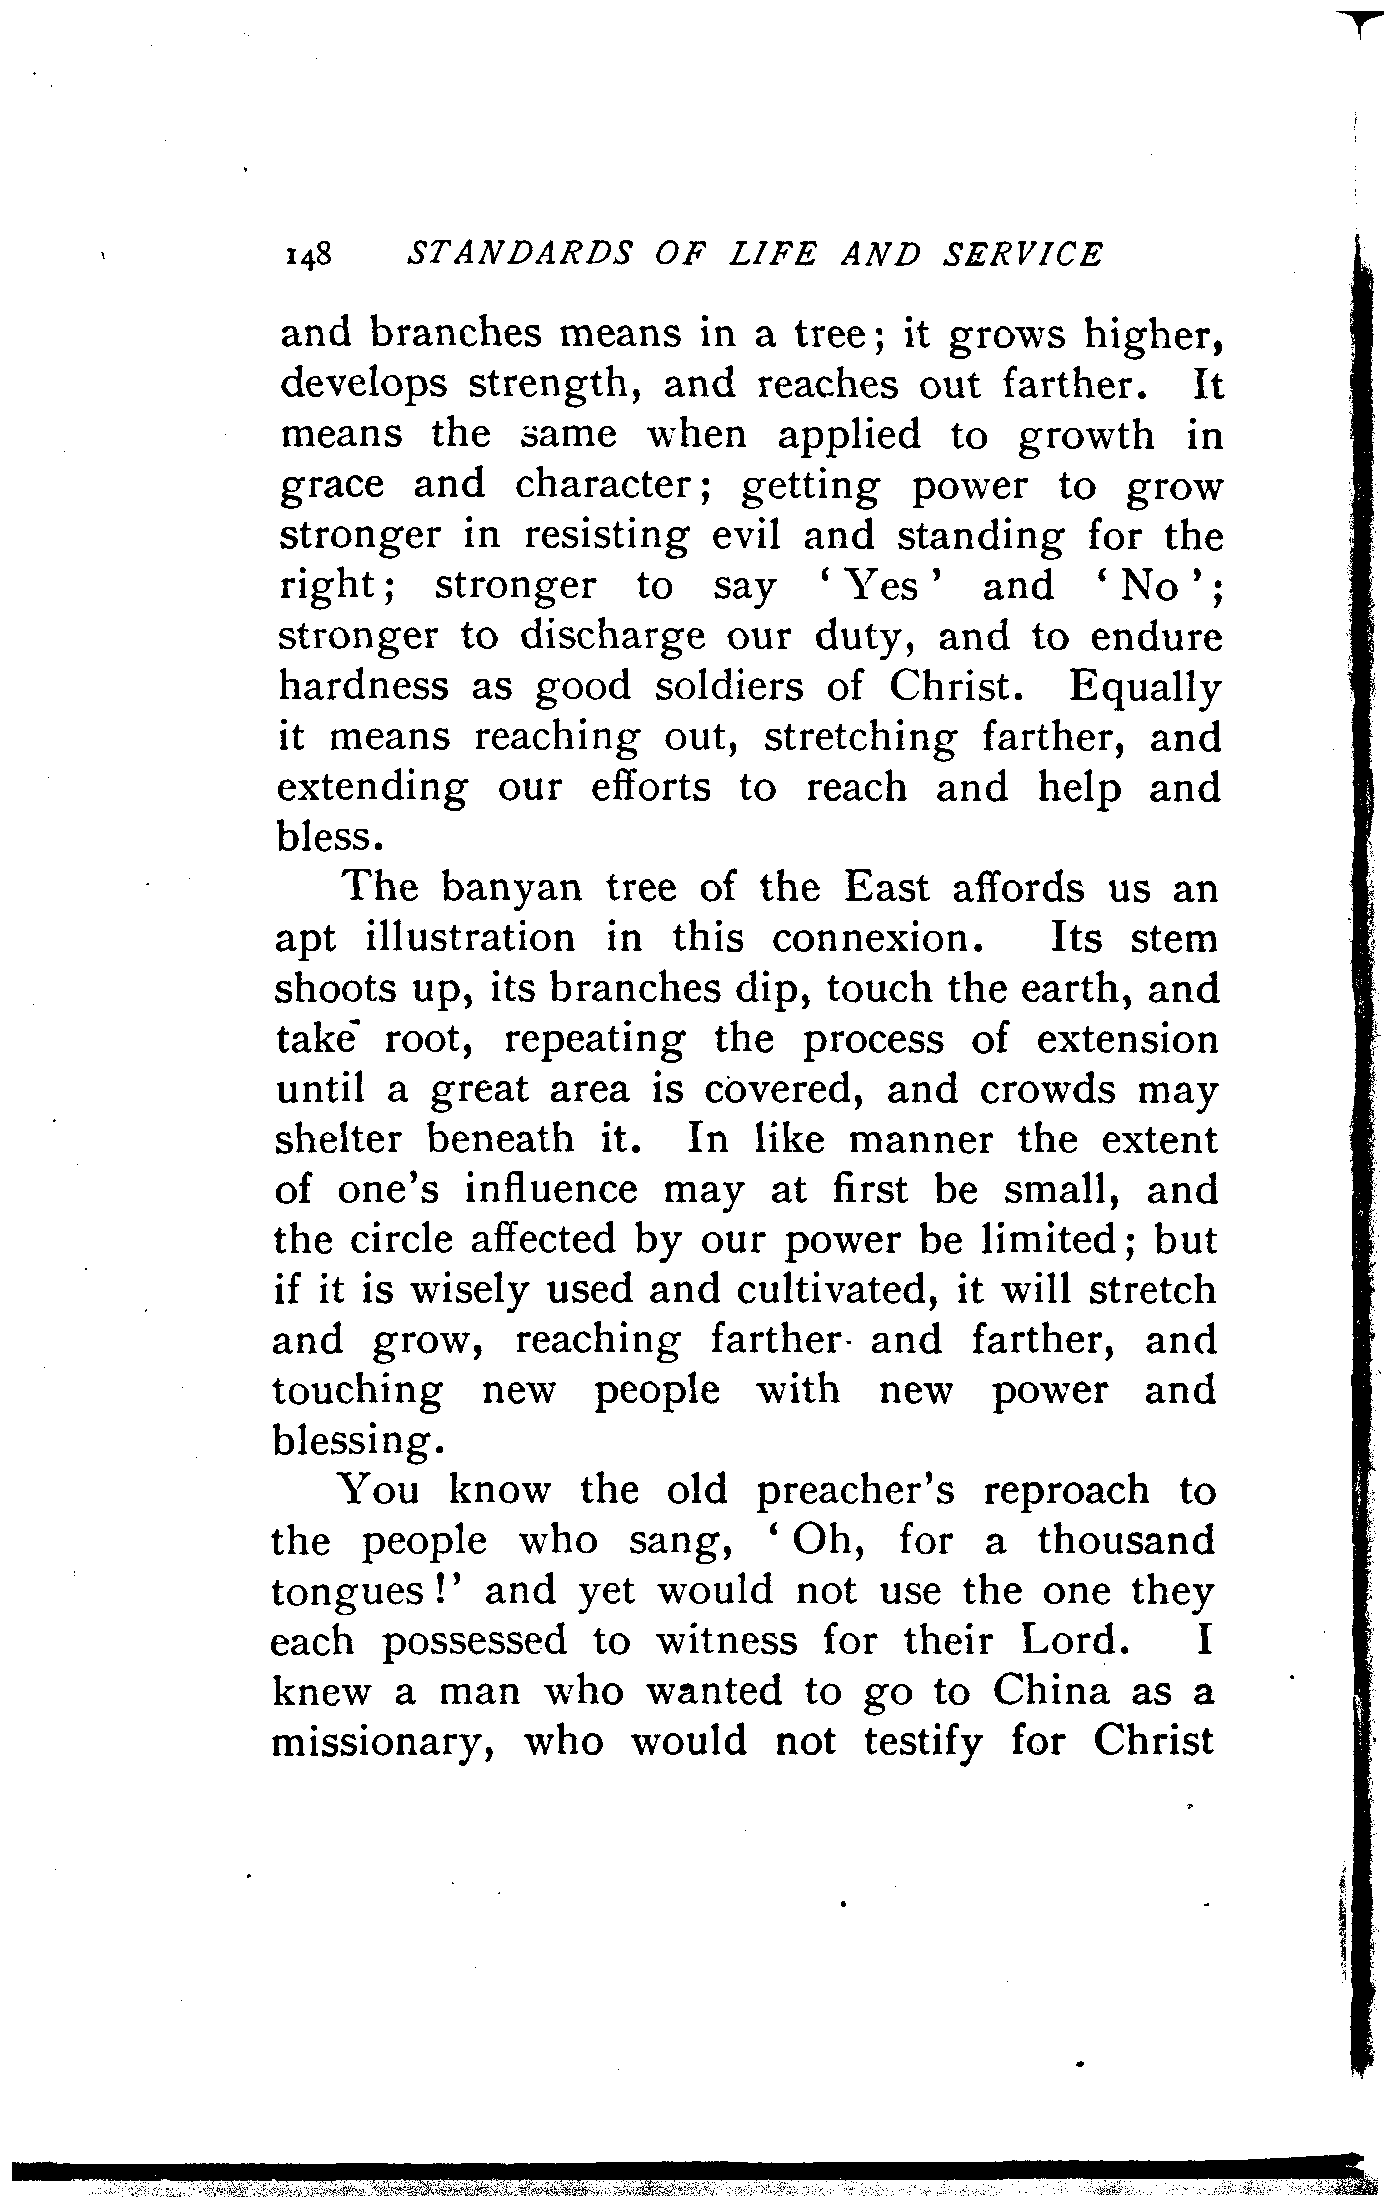 148 STANDARDS OF LIFE AND SERVICE
and branches means in a tree; it grows higher,
develops strength, and reaches out farther. It
means the same when applied to growth in
grace and character; getting power to grow
stronger in resisting evil and standing for the
right; stronger to say ‘Yes’ and ‘No’;
stronger to discharge our duty, and to endure
hardness as good soldiers of Christ. Equally
it means reaching out, stretching farther, and
extending our efforts to reach and help and
bless.
The banyan tree of the East affords us an
apt illustration in this connexion. Its stem
shoots up, its branches dip, touch the earth, and
take root, repeating the process of extension
until a great area is covered, and crowds may
shelter beneath it. In like manner the extent
of one’s influence may at first be small, and
the circle affected by our power be limited; but
if it is wisely used and cultivated, it will stretch
and grow, reaching farther and farther, and
touching new people with new power and
blessing.
You know the old preacher’s reproach to
the people who sang, ‘Oh, for a thousand
tongues!’ and yet would not use the one they
each possessed to witness for their Lord. I
knew a man who wanted to go to China as a
missionary, who would not testify for Christ